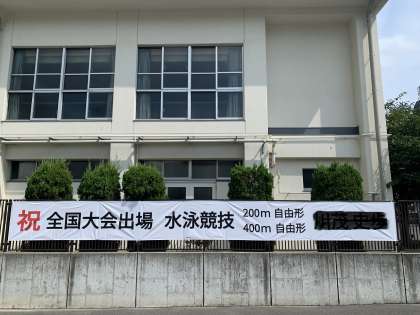 祝 全国大会出場 水泳競技
200m 自由形
400m 自由形